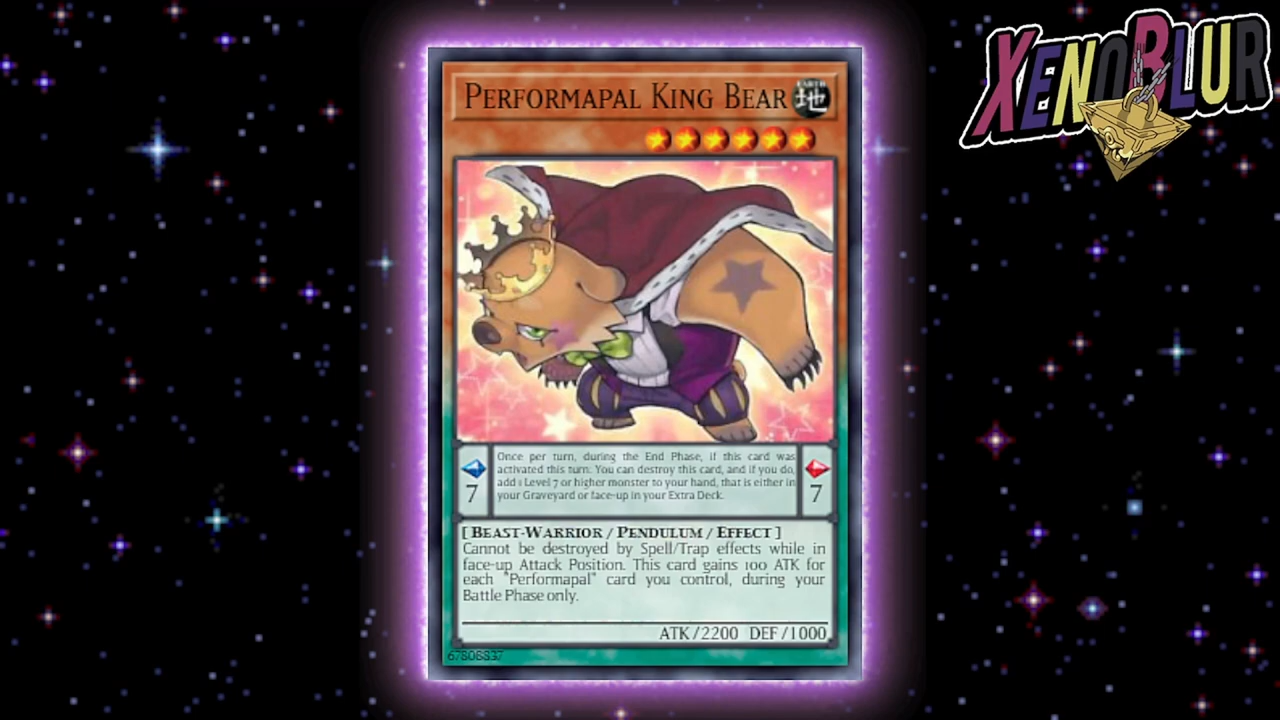 XENOBLUR
PERFORMAPAL KING BEAR
EARTH
地
Once per turn, during the End Phase, if this card was
activated this turn: You can destroy this card, and if you do,
add 1 Level 7 or higher monster to your hand, that is either in
your Graveyard or face-up in your Extra Deck.
7
7
[ BEAST-WARRIOR / PENDULUM / EFFECT ]
Cannot be destroyed by Spell/Trap effects while in
face-up Attack Position. This card gains 100 ATK for
each "Performapal" card you control, during your
Battle Phase only.
ATK/2200 DEF/1000
67808837